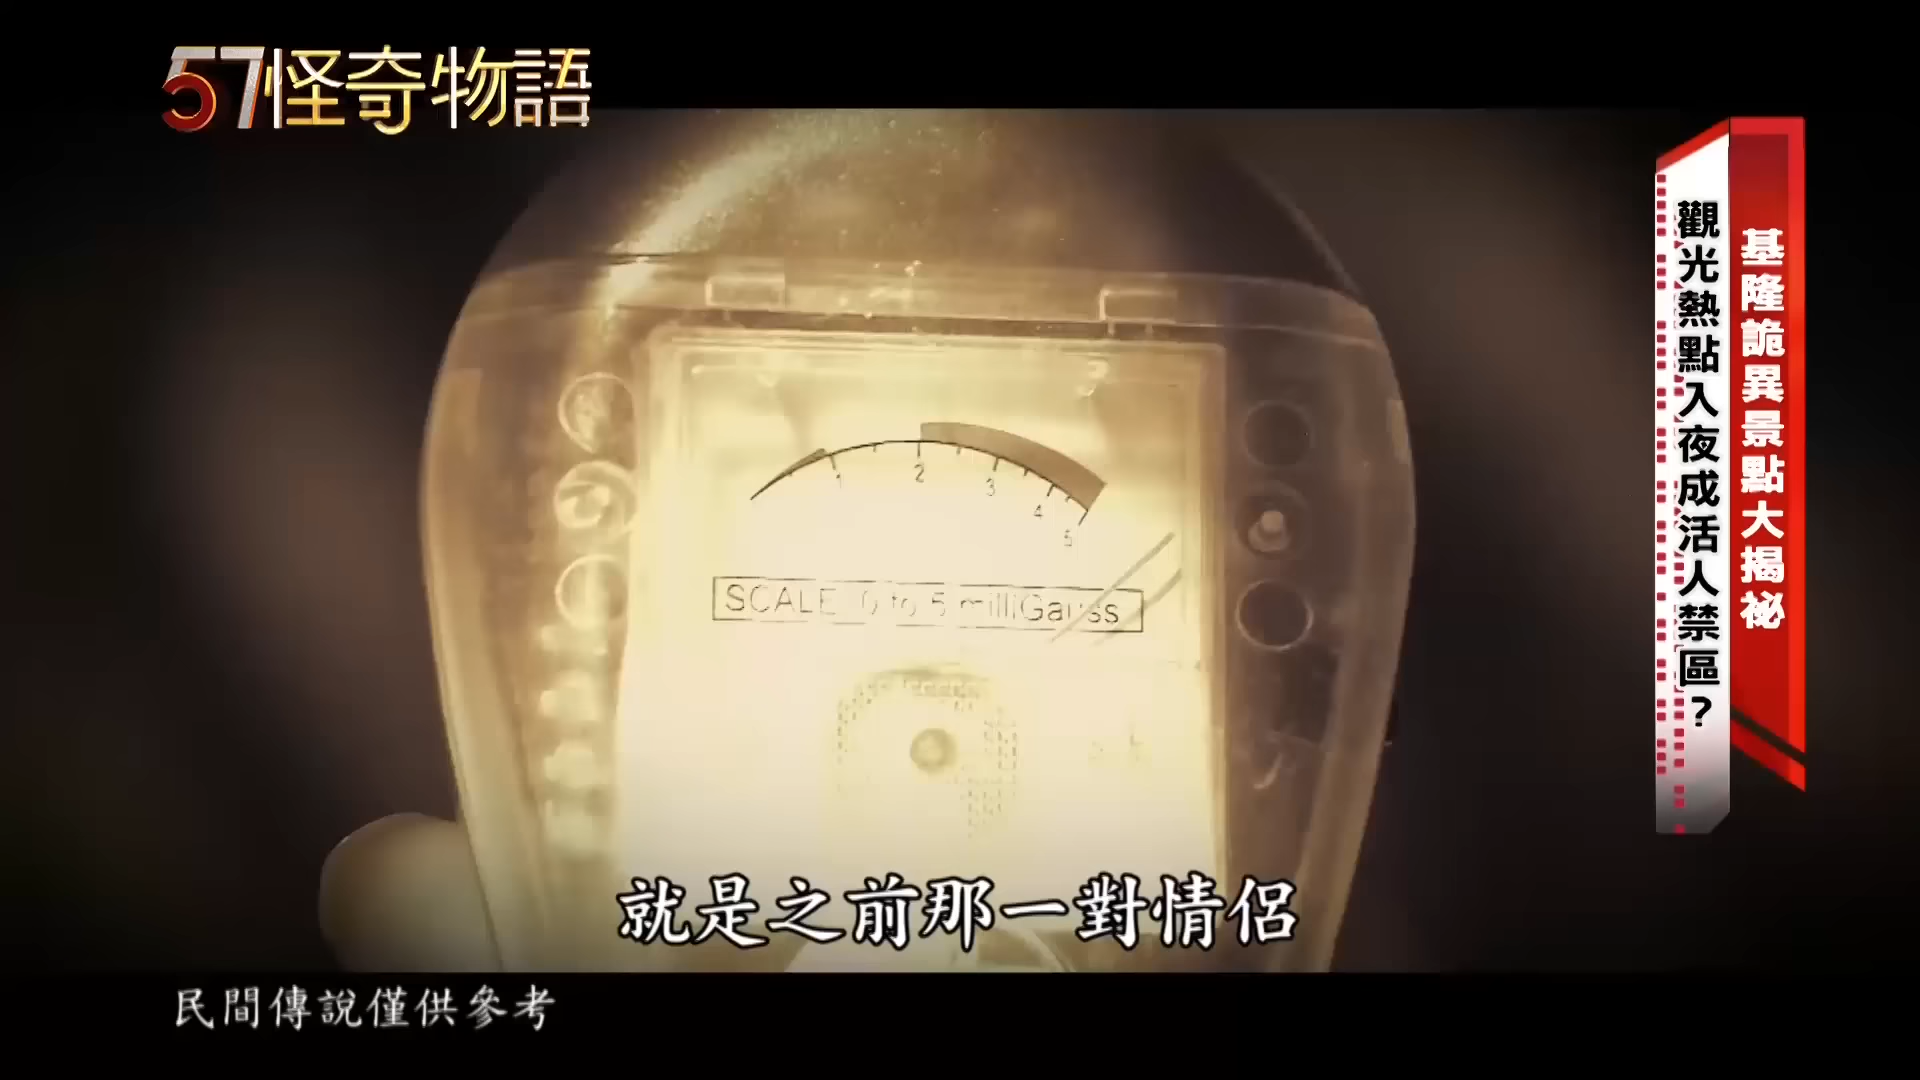 57怪奇物語
基隆詭異景點大揭祕
觀光熱點入夜成活人禁區?
1 2 3 4 5
SCALE 0 to 5 milliGauss
就是之前那一對情侶
民間傳說僅供參考